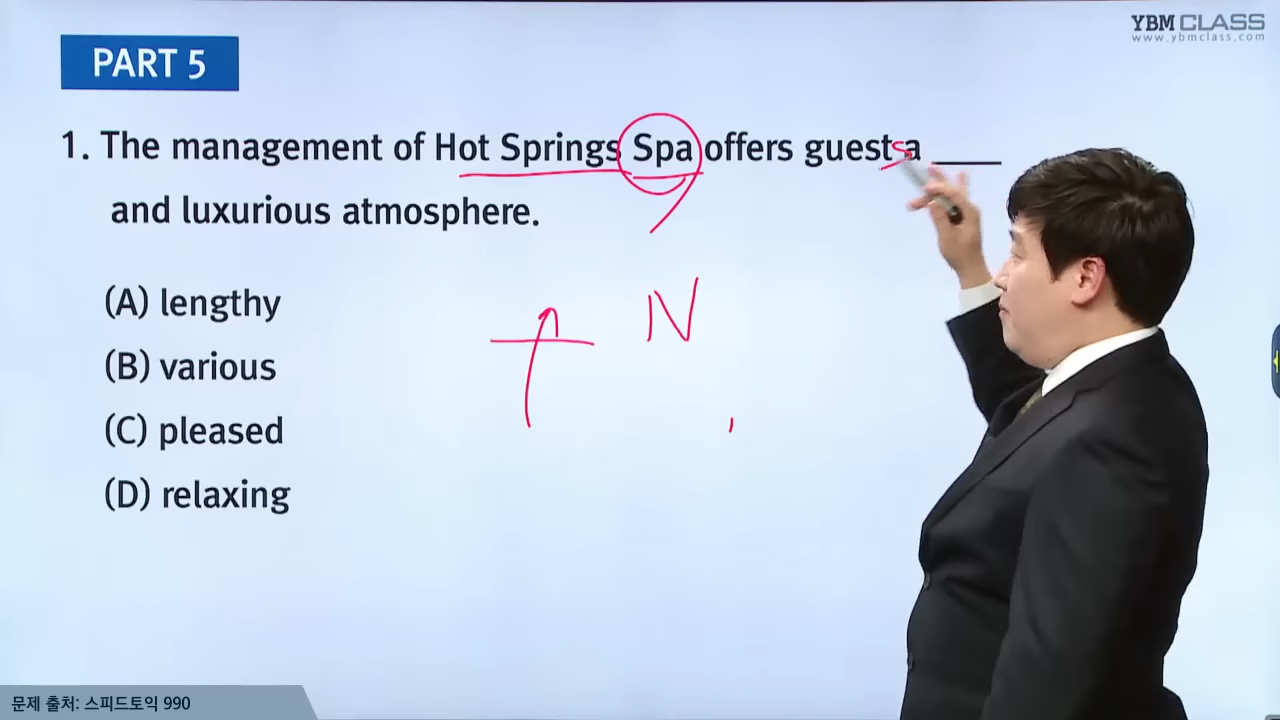 YBM CLASS
www.ybmclass.com
PART 5
1. The management of Hot Springs Spa offers guests a ____
and luxurious atmosphere.
(A) lengthy
(B) various
(C) pleased
(D) relaxing
N
문제 출처: 스피드토익 990